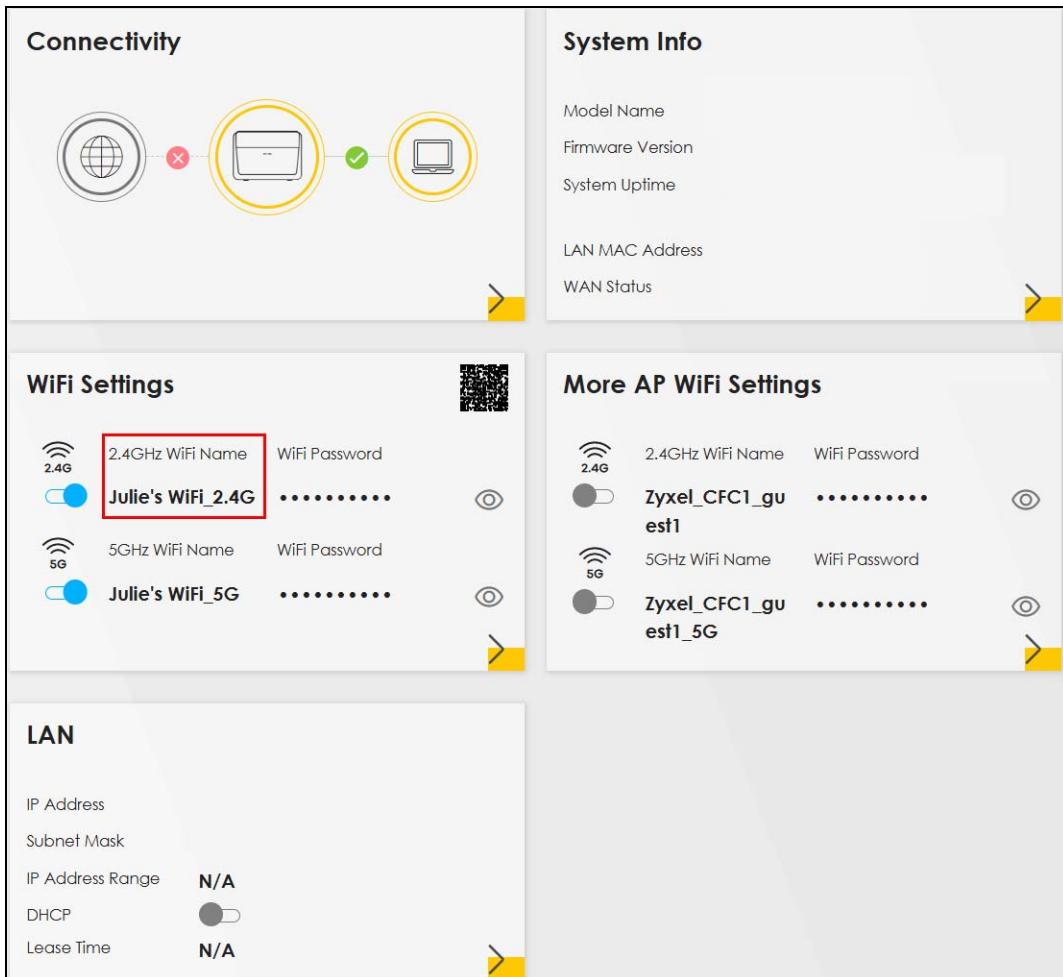 Connectivity
System Info
Model Name
Firmware Version
System Uptime
LAN MAC Address
WAN Status
WiFi Settings
2.4G
2.4GHz WiFi Name WiFi Password
Julie's WiFi_2.4G ••••••••••
5G
5GHz WiFi Name WiFi Password
Julie's WiFi_5G ••••••••••
More AP WiFi Settings
2.4G
2.4GHz WiFi Name WiFi Password
Zyxel_CFC1_gu ••••••••••
est1
5G
5GHz WiFi Name WiFi Password
Zyxel_CFC1_gu ••••••••••
est1_5G
LAN
IP Address
Subnet Mask
IP Address Range N/A
DHCP
Lease Time N/A